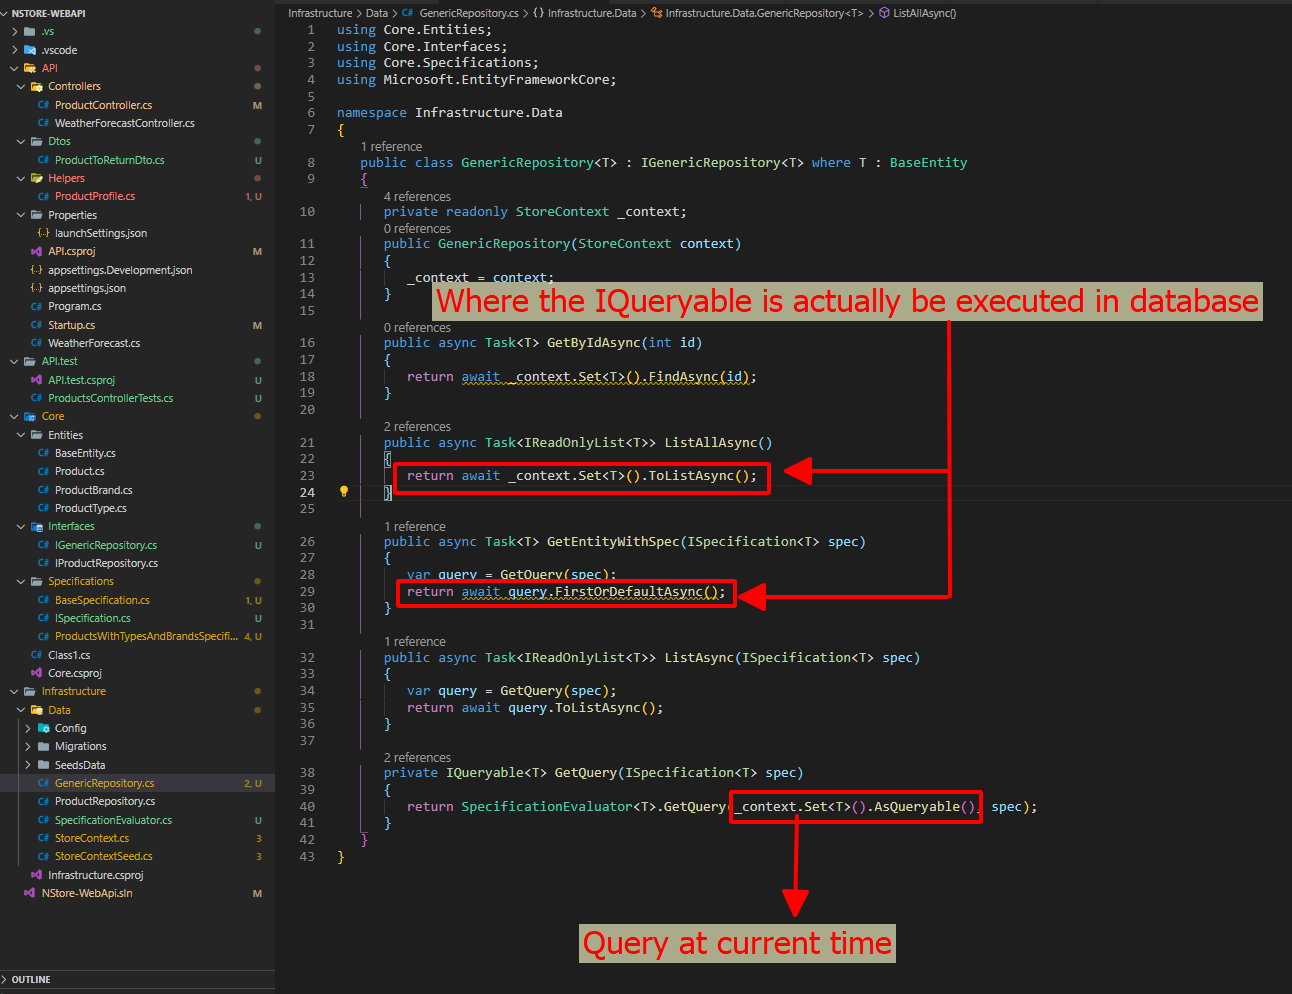 NSTORE-WEBAPI
.vs
.vscode
API
Controllers
C# ProductController.cs M
C# WeatherForecastController.cs
Dtos
C# ProductToReturnDto.cs U
Helpers
C# ProductProfile.cs 1, U
Properties
{··} launchSettings.json
API.csproj M
{··} appsettings.Development.json
{··} appsettings.json
C# Program.cs
C# Startup.cs M
C# WeatherForecast.cs
API.test
API.test.csproj U
C# ProductsControllerTests.cs U
Core
Entities
C# BaseEntity.cs
C# Product.cs
C# ProductBrand.cs
C# ProductType.cs
Interfaces
C# IGenericRepository.cs U
C# IProductRepository.cs
Specifications
C# BaseSpecification.cs 1, U
C# ISpecification.cs U
C# ProductsWithTypesAndBrandsSpecifi... 4, U
C# Class1.cs
Core.csproj
Infrastructure
Data
Config
Migrations
SeedsData
C# GenericRepository.cs 2, U
C# ProductRepository.cs
C# SpecificationEvaluator.cs U
C# StoreContext.cs 3
C# StoreContextSeed.cs 3
Infrastructure.csproj
NStore-WebApi.sln M
OUTLINE
Infrastructure > Data > C# GenericRepository.cs > {} Infrastructure.Data > Infrastructure.Data.GenericRepository<T> > ListAllAsync()
1 using Core.Entities;
2 using Core.Interfaces;
3 using Core.Specifications;
4 using Microsoft.EntityFrameworkCore;
5
6 namespace Infrastructure.Data
7 {
1 reference
8 public class GenericRepository<T> : IGenericRepository<T> where T : BaseEntity
9 {
4 references
10 private readonly StoreContext _context;
0 references
11 public GenericRepository(StoreContext context)
12 {
13 _context = context;
14 }
Where the IQueryable is actually be executed in database
15
0 references
16 public async Task<T> GetByIdAsync(int id)
17 {
18 return await _context.Set<T>().FindAsync(id);
19 }
20
2 references
21 public async Task<IReadOnlyList<T>> ListAllAsync()
22 {
23 return await _context.Set<T>().ToListAsync();
24 }
25
1 reference
26 public async Task<T> GetEntityWithSpec(ISpecification<T> spec)
27 {
28 var query = GetQuery(spec);
29 return await query.FirstOrDefaultAsync();
30 }
31
1 reference
32 public async Task<IReadOnlyList<T>> ListAsync(ISpecification<T> spec)
33 {
34 var query = GetQuery(spec);
35 return await query.ToListAsync();
36 }
37
2 references
38 private IQueryable<T> GetQuery(ISpecification<T> spec)
39 {
40 return SpecificationEvaluator<T>.GetQuery(_context.Set<T>().AsQueryable(), spec);
41 }
42 }
43 }
Query at current time